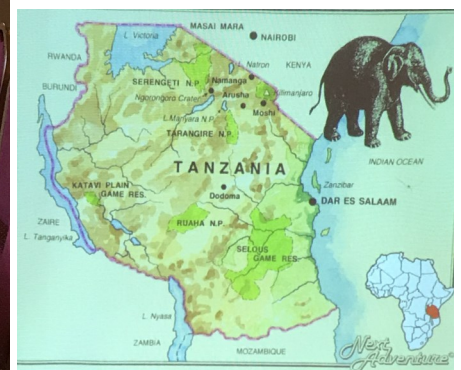 MASAI MARA
NAIROBI
L. Victoria
RWANDA
L. Natron
KENYA
SERENGETI N.P.
Namanga
BURUNDI
Ngorongoro Crater
Arusha
Kilimanjaro
L.Manyara N.P.
Moshi
TARANGIRE N.P.
INDIAN OCEAN
TANZANIA
KATAVI PLAIN
GAME RES.
Dodoma
Zanzibar
DAR ES SALAAM
ZAIRE
RUAHA N.P.
L. Tanganyika
SELOUS
GAME RES.
L. Nyasa
ZAMBIA
MOZAMBIQUE
Next
Adventure